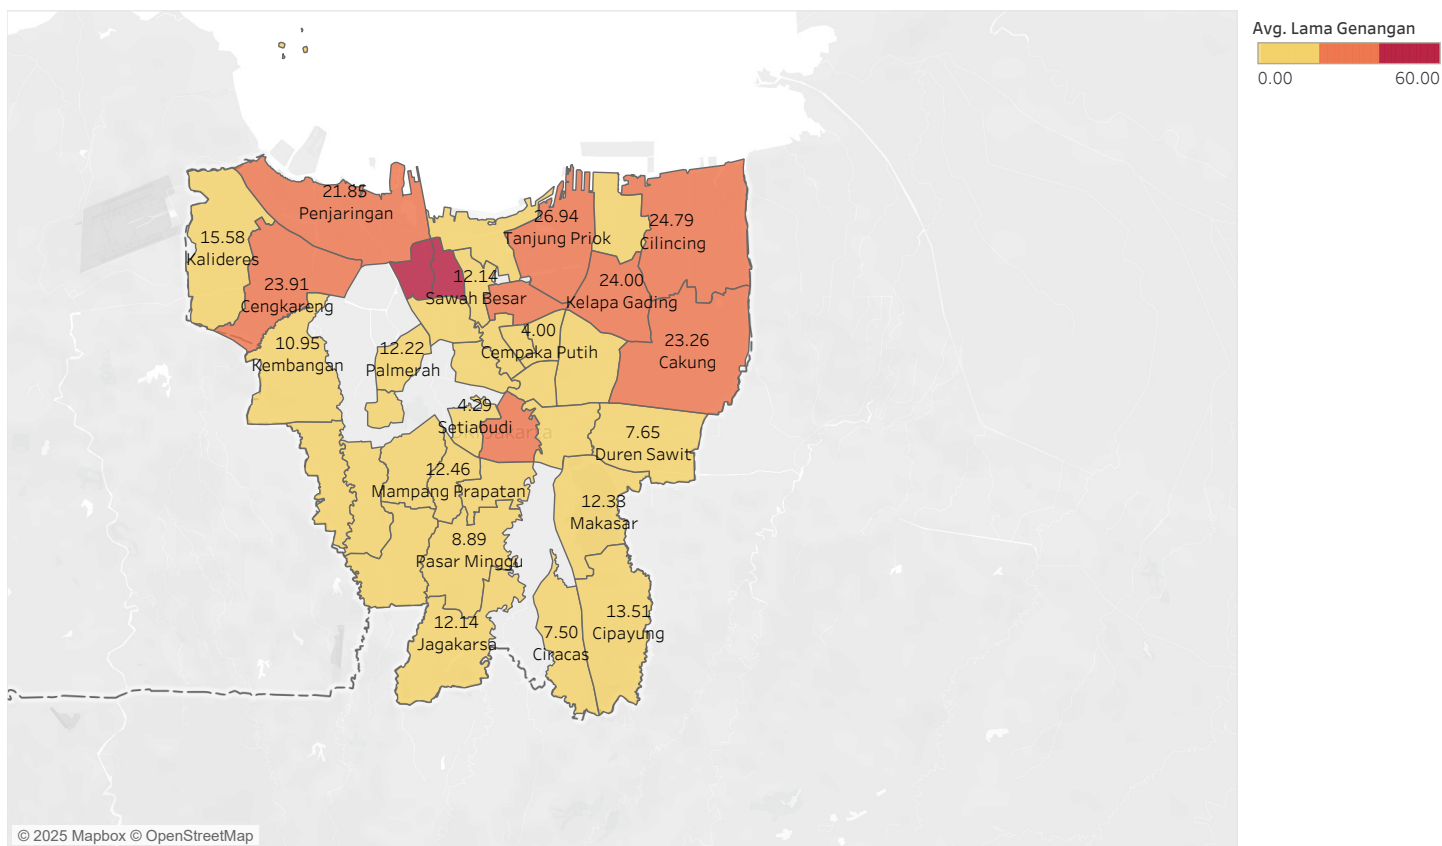 Avg. Lama Genangan
0.00 60.00
21.85
Penjaringan
26.94
Tanjung Priok
24.79
Cilincing
15.58
Kalideres
12.14
Sawah Besar
24.00
Kelapa Gading
23.91
Cengkareng
4.00
Cempaka Putih
10.95
Kembangan
12.22
Palmerah
23.26
Cakung
4.29
Setiabudi
7.65
Duren Sawit
12.46
Mampang Prapatan
12.33
Makasar
8.89
Pasar Minggu
12.14
Jagakarsa
13.51
Cipayung
7.50
Ciracas
© 2025 Mapbox © OpenStreetMap